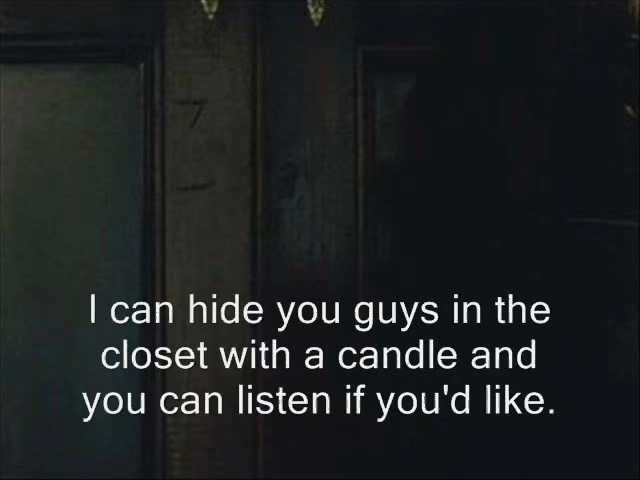 I can hide you guys in the
closet with a candle and
you can listen if you'd like.